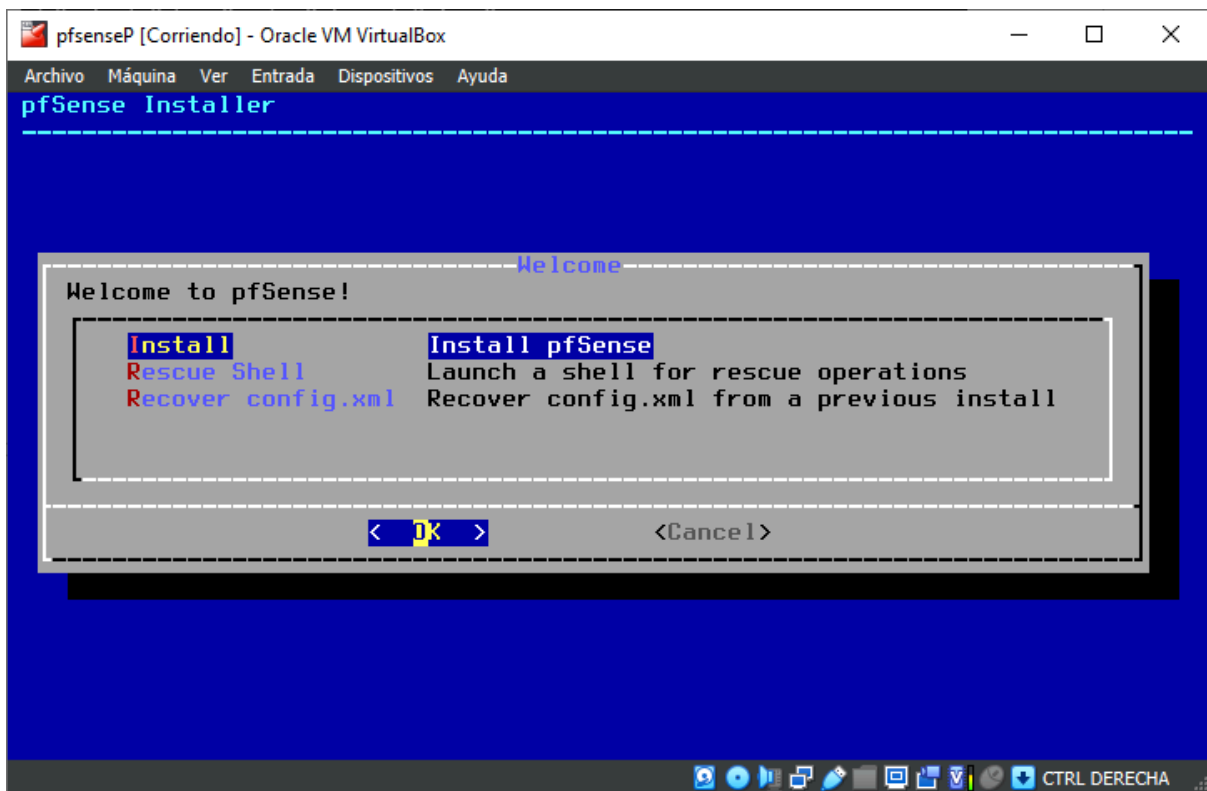 pfsenseP [Corriendo] - Oracle VM VirtualBox
Archivo Máquina Ver Entrada Dispositivos Ayuda
pfSense Installer
Welcome
Welcome to pfSense!
Install Install pfSense
Rescue Shell Launch a shell for rescue operations
Recover config.xml Recover config.xml from a previous install
< OK > <Cancel>
CTRL DERECHA